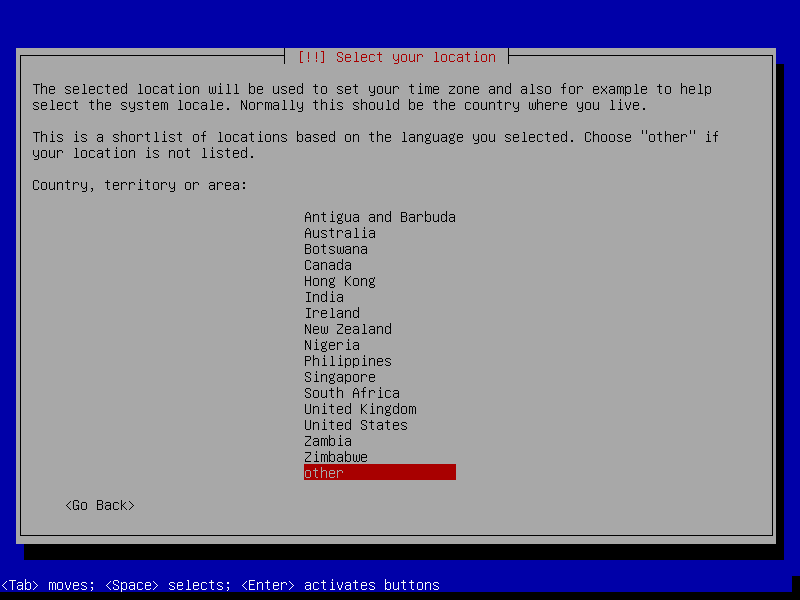 [!!] Select your location
The selected location will be used to set your time zone and also for example to help
select the system locale. Normally this should be the country where you live.
This is a shortlist of locations based on the language you selected. Choose "other" if
your location is not listed.
Country, territory or area:
Antigua and Barbuda
Australia
Botswana
Canada
Hong Kong
India
Ireland
New Zealand
Nigeria
Philippines
Singapore
South Africa
United Kingdom
United States
Zambia
Zimbabwe
other
<Go Back>
<Tab> moves; <Space> selects; <Enter> activates buttons